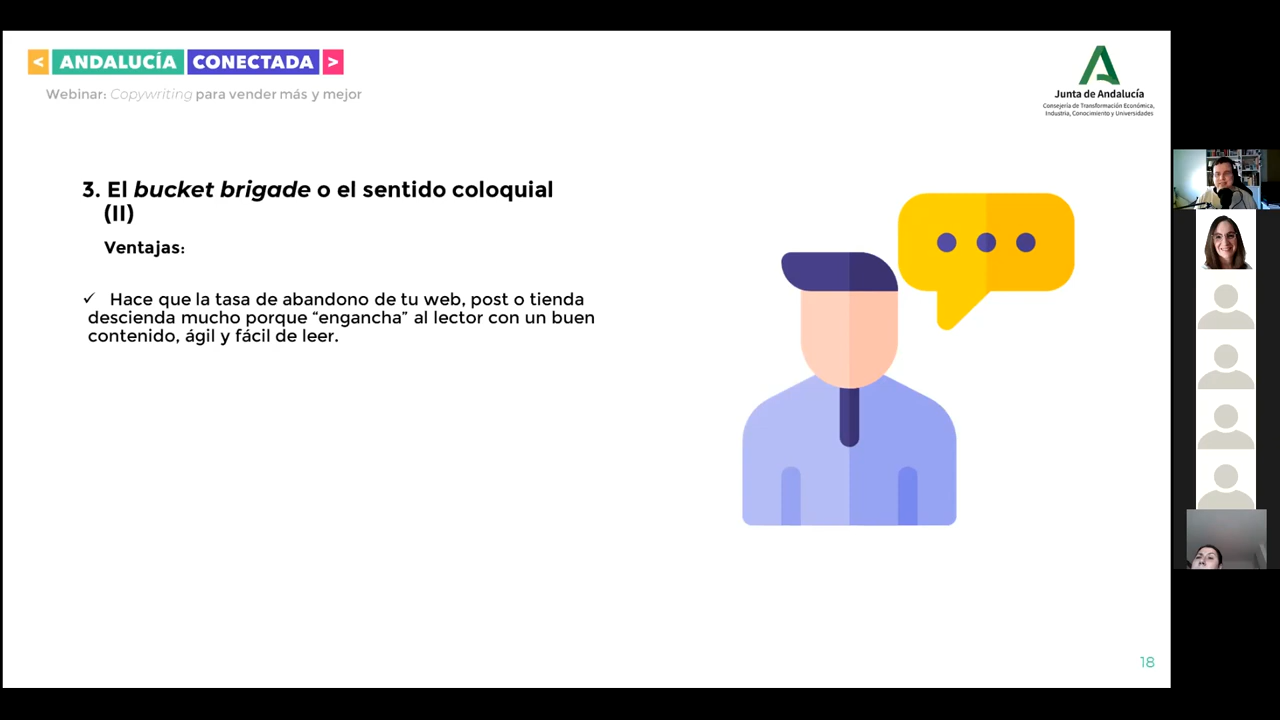 < ANDALUCÍA CONECTADA >
Webinar: Copywriting para vender más y mejor
Junta de Andalucía
Consejería de Transformación Económica,
Industria, Conocimiento y Universidades
3. El bucket brigade o el sentido coloquial
(II)
Ventajas:
✓ Hace que la tasa de abandono de tu web, post o tienda
descienda mucho porque “engancha” al lector con un buen
contenido, ágil y fácil de leer.
18